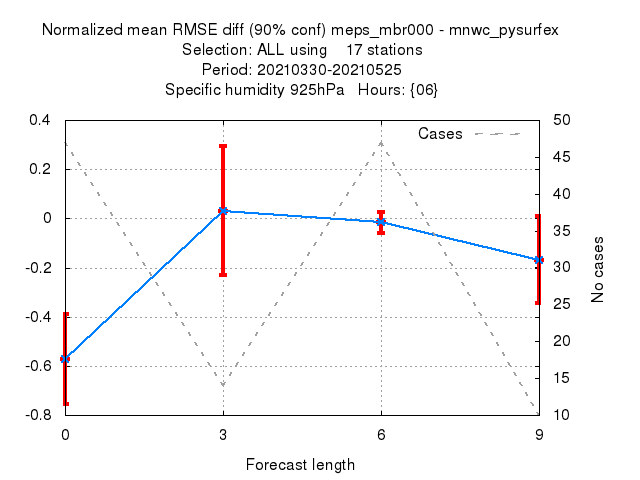 Normalized mean RMSE diff (90% conf) meps_mbr000 - mnwc_pysurfex
Selection: ALL using 17 stations
Period: 20210330-20210525
Specific humidity 925hPa Hours: {06}
Cases
0.4
0.2
0
-0.2
-0.4
-0.6
-0.8
50
45
40
35
30
25
20
15
10
No cases
0 3 6 9
Forecast length